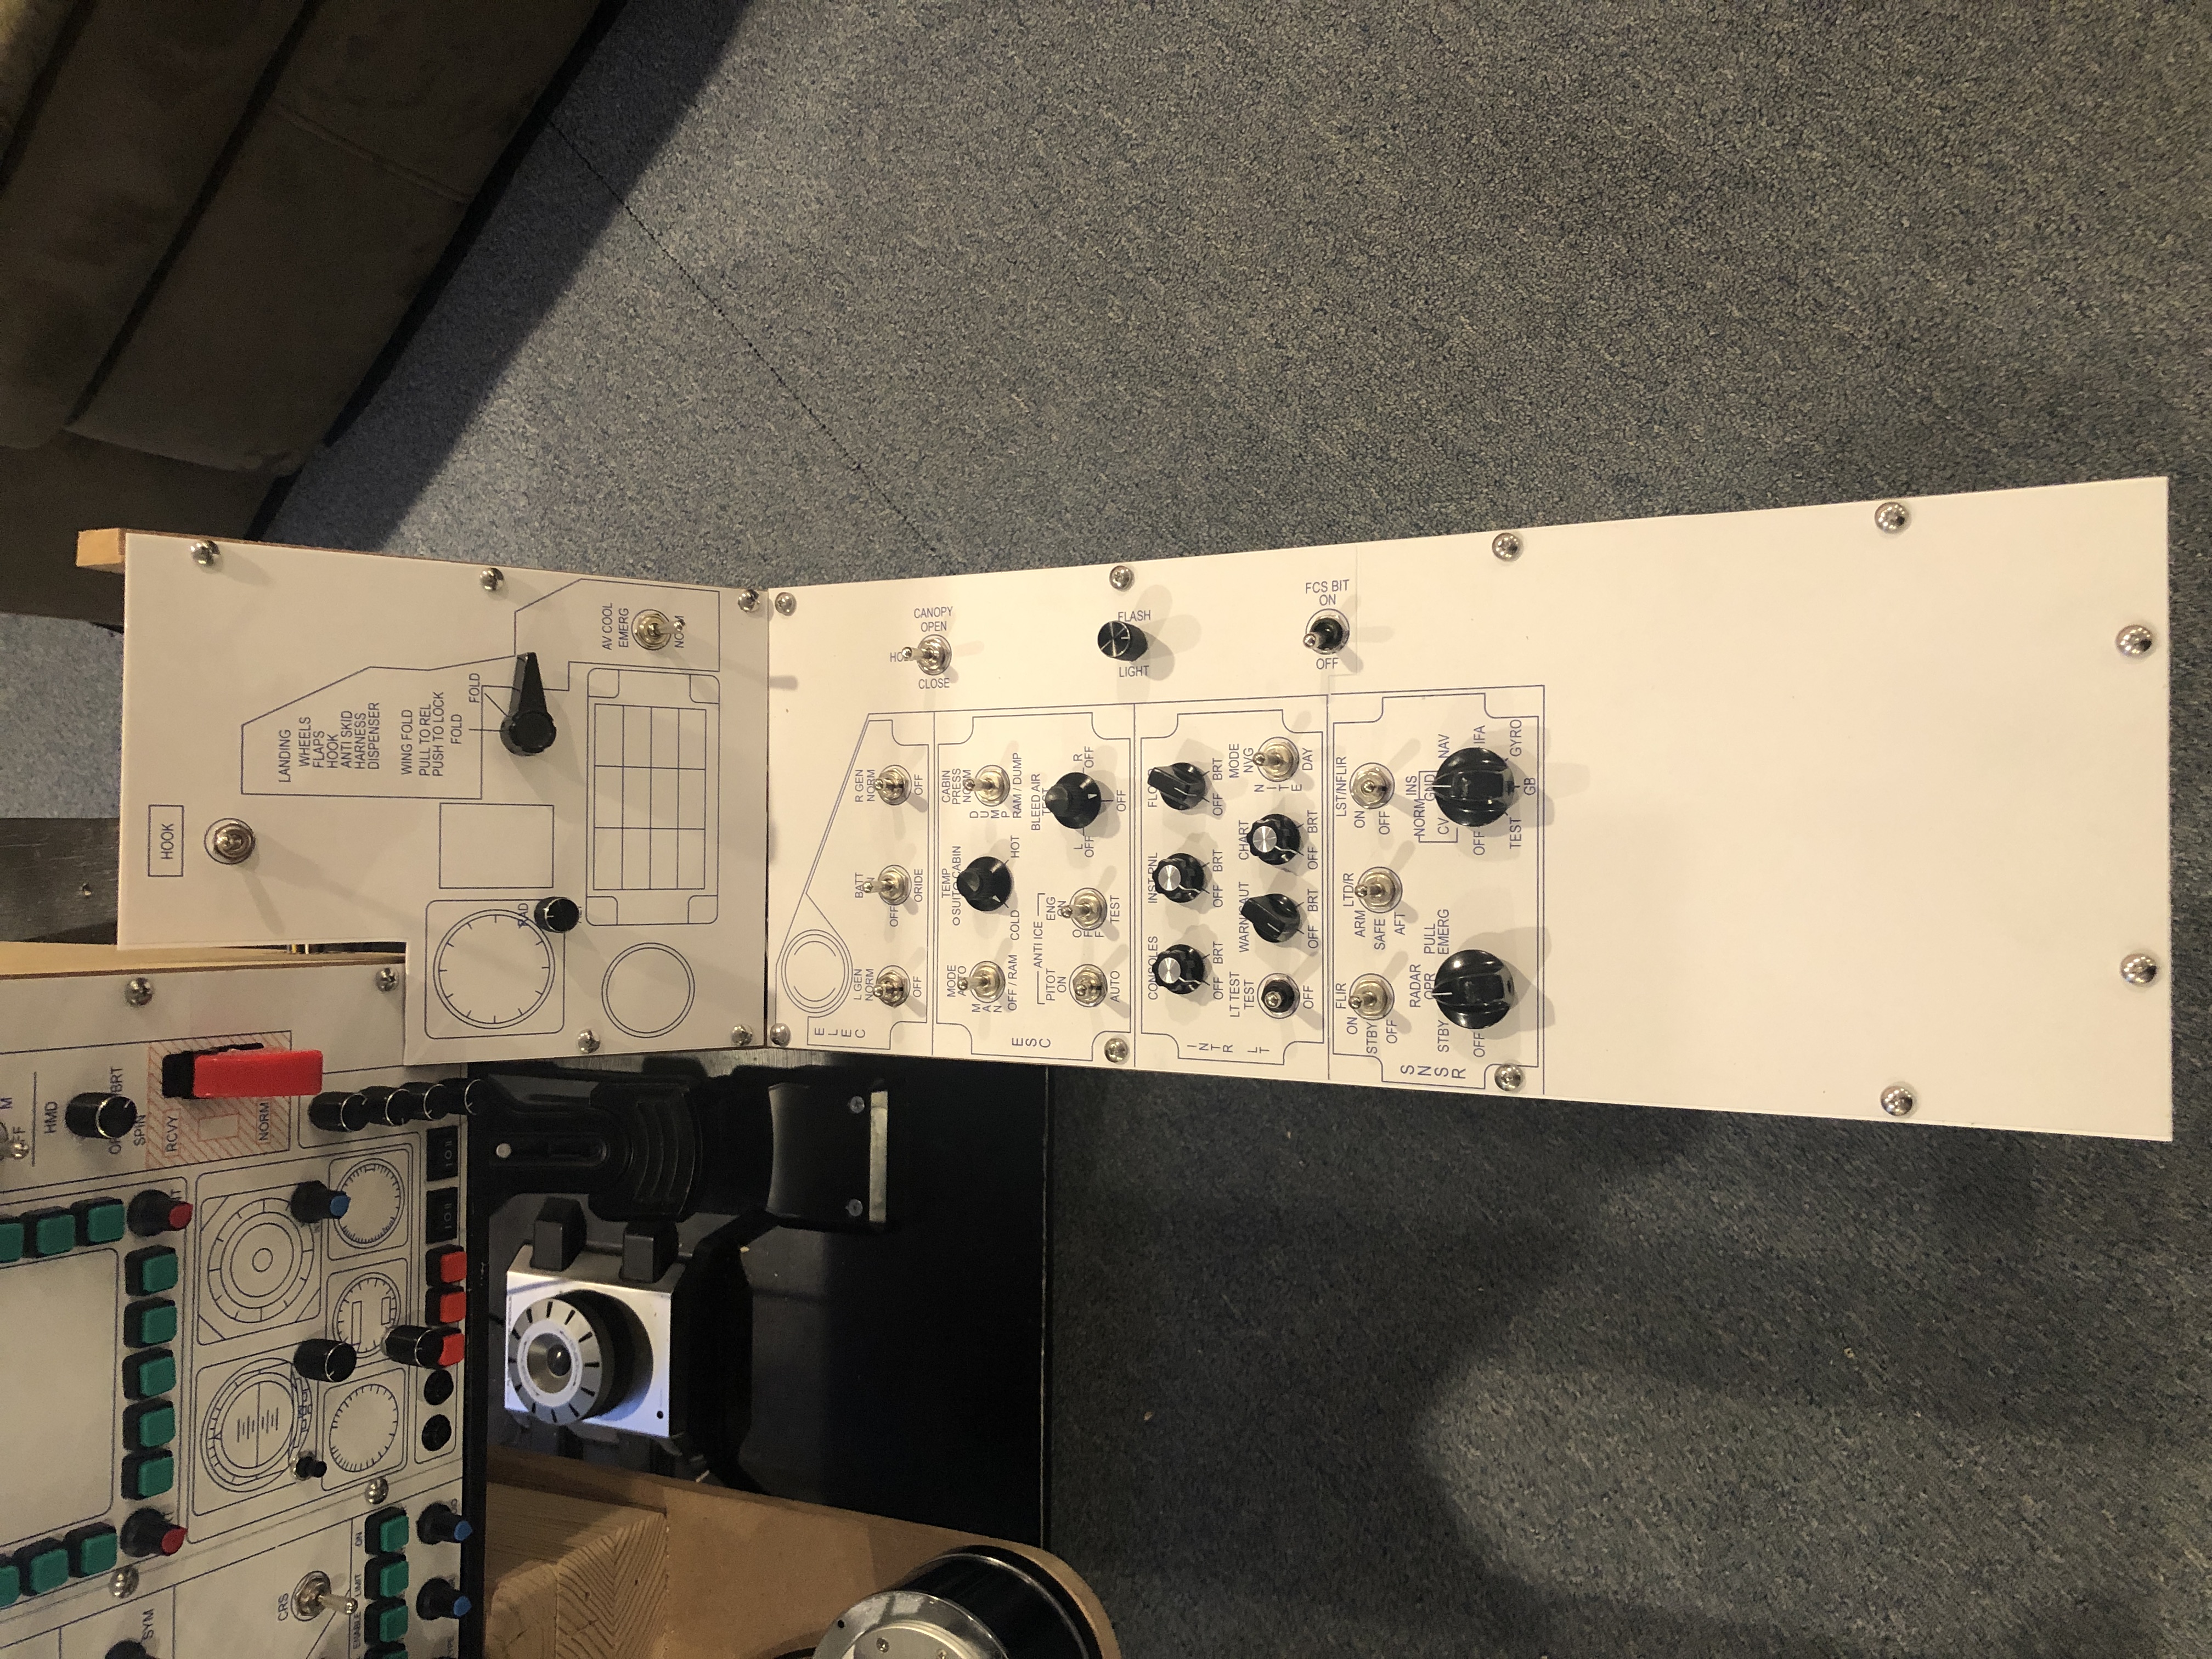 M
HMD
BRT
SPIN
RCVY
NORM
SYM
CRS
ENABLE LIMIT ON
HOOK
LANDING
WHEELS
FLAPS
HOOK
ANTI SKID
HARNESS
DISPENSER
WING FOLD
PULL TO REL
PUSH TO LOCK
FOLD
FOLD
RAD
AV COOL
EMERG
ELEC
L GEN
NORM
OFF
BATT
OFF
ORIDE
R GEN
NORM
OFF
CANOPY
OPEN
CLOSE
ESC
MODE
AUTO
MAN
OFF / RAM
TEMP
SUIT CABIN
COLD
HOT
CABIN
PRESS
NORM
DUMP
RAM / DUMP
ANTI ICE
PITOT
ON
AUTO
ENG
ON
OFF
TEST
BLEED AIR
TEST
L
OFF
R
OFF
OFF
FLASH
LIGHT
INTR LT
CONSOLES
OFF BRT
INST PNL
OFF BRT
OFF BRT
LT TEST
TEST
OFF
OFF BRT
CHART
OFF BRT
MODE
NVG
NITE
DAY
FCS BIT
ON
OFF
SNSR
FLIR
ON
STBY
OFF
LTD/R
ARM
SAFE
AFT
LST/NFLIR
ON
OFF
RADAR
OPR
STBY
OFF
PULL
EMERG
INS
NORM
GND
CV
NAV
OFF
IFA
TEST
GYRO
GB